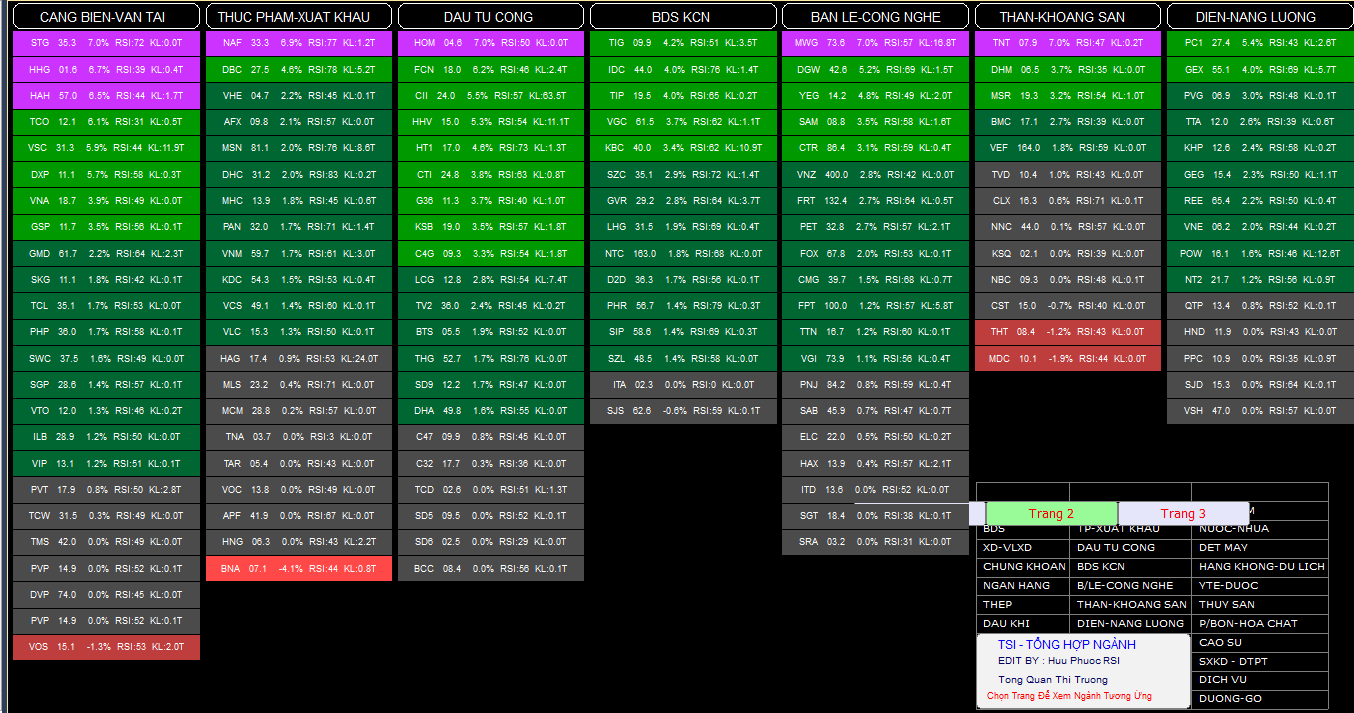 CANG BIEN-VAN TAI
STG 35.3 7.0% RSI:72 KL:0.0T
HHG 01.6 6.7% RSI:39 KL:0.4T
HAH 57.0 6.5% RSI:44 KL:1.7T
TCO 12.1 6.1% RSI:31 KL:0.5T
VSC 31.3 5.9% RSI:44 KL:11.9T
DXP 11.1 5.7% RSI:58 KL:0.3T
VNA 18.7 3.9% RSI:49 KL:0.0T
GSP 11.7 3.5% RSI:56 KL:0.1T
GMD 61.7 2.2% RSI:64 KL:2.3T
SKG 11.1 1.8% RSI:42 KL:0.1T
TCL 35.1 1.7% RSI:53 KL:0.0T
PHP 36.0 1.7% RSI:58 KL:0.1T
SWC 37.5 1.6% RSI:49 KL:0.0T
SGP 28.6 1.4% RSI:57 KL:0.1T
VTO 12.0 1.3% RSI:46 KL:0.2T
ILB 28.9 1.2% RSI:50 KL:0.0T
VIP 13.1 1.2% RSI:51 KL:0.1T
PVT 17.9 0.8% RSI:50 KL:2.8T
TCW 31.5 0.3% RSI:49 KL:0.0T
TMS 42.0 0.0% RSI:49 KL:0.0T
PVP 14.9 0.0% RSI:52 KL:0.1T
DVP 74.0 0.0% RSI:45 KL:0.0T
PVP 14.9 0.0% RSI:52 KL:0.1T
VOS 15.1 -1.3% RSI:53 KL:2.0T
THUC PHAM-XUAT KHAU
NAF 33.3 6.9% RSI:77 KL:1.2T
DBC 27.5 4.6% RSI:78 KL:5.2T
VHE 04.7 2.2% RSI:45 KL:0.1T
AFX 09.8 2.1% RSI:57 KL:0.0T
MSN 81.1 2.0% RSI:76 KL:8.6T
DHC 31.2 2.0% RSI:83 KL:0.2T
MHC 13.9 1.8% RSI:45 KL:0.6T
PAN 32.0 1.7% RSI:71 KL:1.4T
VNM 59.7 1.7% RSI:61 KL:3.0T
KDC 54.3 1.5% RSI:53 KL:0.4T
VCS 49.1 1.4% RSI:60 KL:0.1T
VLC 15.3 1.3% RSI:50 KL:0.1T
HAG 17.4 0.9% RSI:53 KL:24.0T
MLS 23.2 0.4% RSI:71 KL:0.0T
MCM 28.8 0.2% RSI:57 KL:0.0T
TNA 03.7 0.0% RSI:3 KL:0.0T
TAR 05.4 0.0% RSI:43 KL:0.0T
VOC 13.8 0.0% RSI:49 KL:0.0T
APF 41.9 0.0% RSI:67 KL:0.0T
HNG 06.3 0.0% RSI:43 KL:2.2T
BNA 07.1 -4.1% RSI:44 KL:0.8T
DAU TU CONG
HOM 04.6 7.0% RSI:50 KL:0.0T
FCN 18.0 6.2% RSI:46 KL:2.4T
CII 24.0 5.5% RSI:57 KL:63.5T
HHV 15.0 5.3% RSI:54 KL:11.1T
HT1 17.0 4.6% RSI:73 KL:1.3T
CTI 24.8 3.8% RSI:63 KL:0.8T
G36 11.3 3.7% RSI:40 KL:1.0T
KSB 19.0 3.5% RSI:57 KL:1.8T
C4G 09.3 3.3% RSI:54 KL:1.8T
LCG 12.8 2.8% RSI:54 KL:7.4T
TV2 36.0 2.4% RSI:45 KL:0.2T
BTS 05.5 1.9% RSI:52 KL:0.0T
THG 52.7 1.7% RSI:76 KL:0.0T
SD9 12.2 1.7% RSI:47 KL:0.0T
DHA 49.8 1.6% RSI:55 KL:0.0T
C47 09.9 0.8% RSI:45 KL:0.0T
C32 17.7 0.3% RSI:36 KL:0.0T
TCD 02.6 0.0% RSI:51 KL:1.3T
SD5 09.5 0.0% RSI:52 KL:0.1T
SD6 02.5 0.0% RSI:29 KL:0.0T
BCC 08.4 0.0% RSI:56 KL:0.1T
BDS KCN
TIG 09.9 4.2% RSI:51 KL:3.5T
IDC 44.0 4.0% RSI:76 KL:1.4T
TIP 19.5 4.0% RSI:65 KL:0.2T
VGC 61.5 3.7% RSI:62 KL:1.1T
KBC 40.0 3.4% RSI:62 KL:10.9T
SZC 35.1 2.9% RSI:72 KL:1.4T
GVR 29.2 2.8% RSI:64 KL:3.7T
LHG 31.5 1.9% RSI:69 KL:0.4T
NTC 163.0 1.8% RSI:68 KL:0.0T
D2D 36.3 1.7% RSI:56 KL:0.1T
PHR 56.7 1.4% RSI:79 KL:0.3T
SIP 58.6 1.4% RSI:69 KL:0.3T
SZL 48.5 1.4% RSI:58 KL:0.0T
ITA 02.3 0.0% RSI:0 KL:0.0T
SJS 62.6 -0.6% RSI:59 KL:0.1T
BAN LE-CONG NGHE
MWG 73.6 7.0% RSI:57 KL:16.8T
DGW 42.6 5.2% RSI:69 KL:1.5T
YEG 14.2 4.8% RSI:49 KL:2.0T
SAM 08.8 3.5% RSI:58 KL:1.6T
CTR 86.4 3.1% RSI:59 KL:0.4T
VNZ 400.0 2.8% RSI:42 KL:0.0T
FRT 132.4 2.7% RSI:64 KL:0.5T
PET 32.8 2.7% RSI:57 KL:2.1T
FOX 67.8 2.0% RSI:53 KL:0.1T
CMG 39.7 1.5% RSI:68 KL:0.7T
FPT 100.0 1.2% RSI:57 KL:5.8T
TTN 16.7 1.2% RSI:60 KL:0.1T
VGI 73.9 1.1% RSI:56 KL:0.4T
PNJ 84.2 0.8% RSI:59 KL:0.4T
SAB 45.9 0.7% RSI:47 KL:0.7T
ELC 22.0 0.5% RSI:50 KL:0.2T
HAX 13.9 0.4% RSI:57 KL:2.1T
ITD 13.6 0.0% RSI:52 KL:0.0T
SGT 18.4 0.0% RSI:38 KL:0.1T
SRA 03.2 0.0% RSI:31 KL:0.0T
THAN-KHOANG SAN
TNT 07.9 7.0% RSI:47 KL:0.2T
DHM 06.5 3.7% RSI:35 KL:0.0T
MSR 19.3 3.2% RSI:54 KL:1.0T
BMC 17.1 2.7% RSI:39 KL:0.0T
VEF 164.0 1.8% RSI:59 KL:0.0T
TVD 10.4 1.0% RSI:43 KL:0.0T
CLX 16.3 0.6% RSI:71 KL:0.1T
NNC 44.0 0.1% RSI:57 KL:0.0T
KSQ 02.1 0.0% RSI:39 KL:0.0T
NBC 09.3 0.0% RSI:48 KL:0.1T
CST 15.0 -0.7% RSI:40 KL:0.0T
THT 08.4 -1.2% RSI:43 KL:0.0T
MDC 10.1 -1.9% RSI:44 KL:0.0T
DIEN-NANG LUONG
PC1 27.4 5.4% RSI:43 KL:2.6T
GEX 55.1 4.0% RSI:69 KL:5.7T
PVG 06.9 3.0% RSI:48 KL:0.1T
TTA 12.0 2.6% RSI:39 KL:0.6T
KHP 12.6 2.4% RSI:58 KL:0.2T
GEG 15.4 2.3% RSI:50 KL:1.1T
REE 65.4 2.2% RSI:50 KL:0.4T
VNE 06.2 2.0% RSI:44 KL:0.2T
POW 16.1 1.6% RSI:46 KL:12.6T
NT2 21.7 1.2% RSI:56 KL:0.9T
QTP 13.4 0.8% RSI:52 KL:0.1T
HND 11.9 0.0% RSI:43 KL:0.0T
PPC 10.9 0.0% RSI:35 KL:0.9T
SJD 15.3 0.0% RSI:64 KL:0.1T
VSH 47.0 0.0% RSI:57 KL:0.0T
Trang 2 Trang 3
BDS TP-XUAT KHAU NUOC-NHUA
XD-VLXD DAU TU CONG DET MAY
CHUNG KHOAN BDS KCN HANG KHONG-DU LICH
NGAN HANG B/LE-CONG NGHE YTE-DUOC
THEP THAN-KHOANG SAN THUY SAN
DAU KHI DIEN-NANG LUONG P/BON-HOA CHAT
CAO SU
SXKD - DTPT
DICH VU
DUONG-GO
TSI - TỔNG HỢP NGÀNH
EDIT BY : Huu Phuoc RSI
Tong Quan Thi Truong
Chọn Trang Để Xem Ngành Tương Ứng